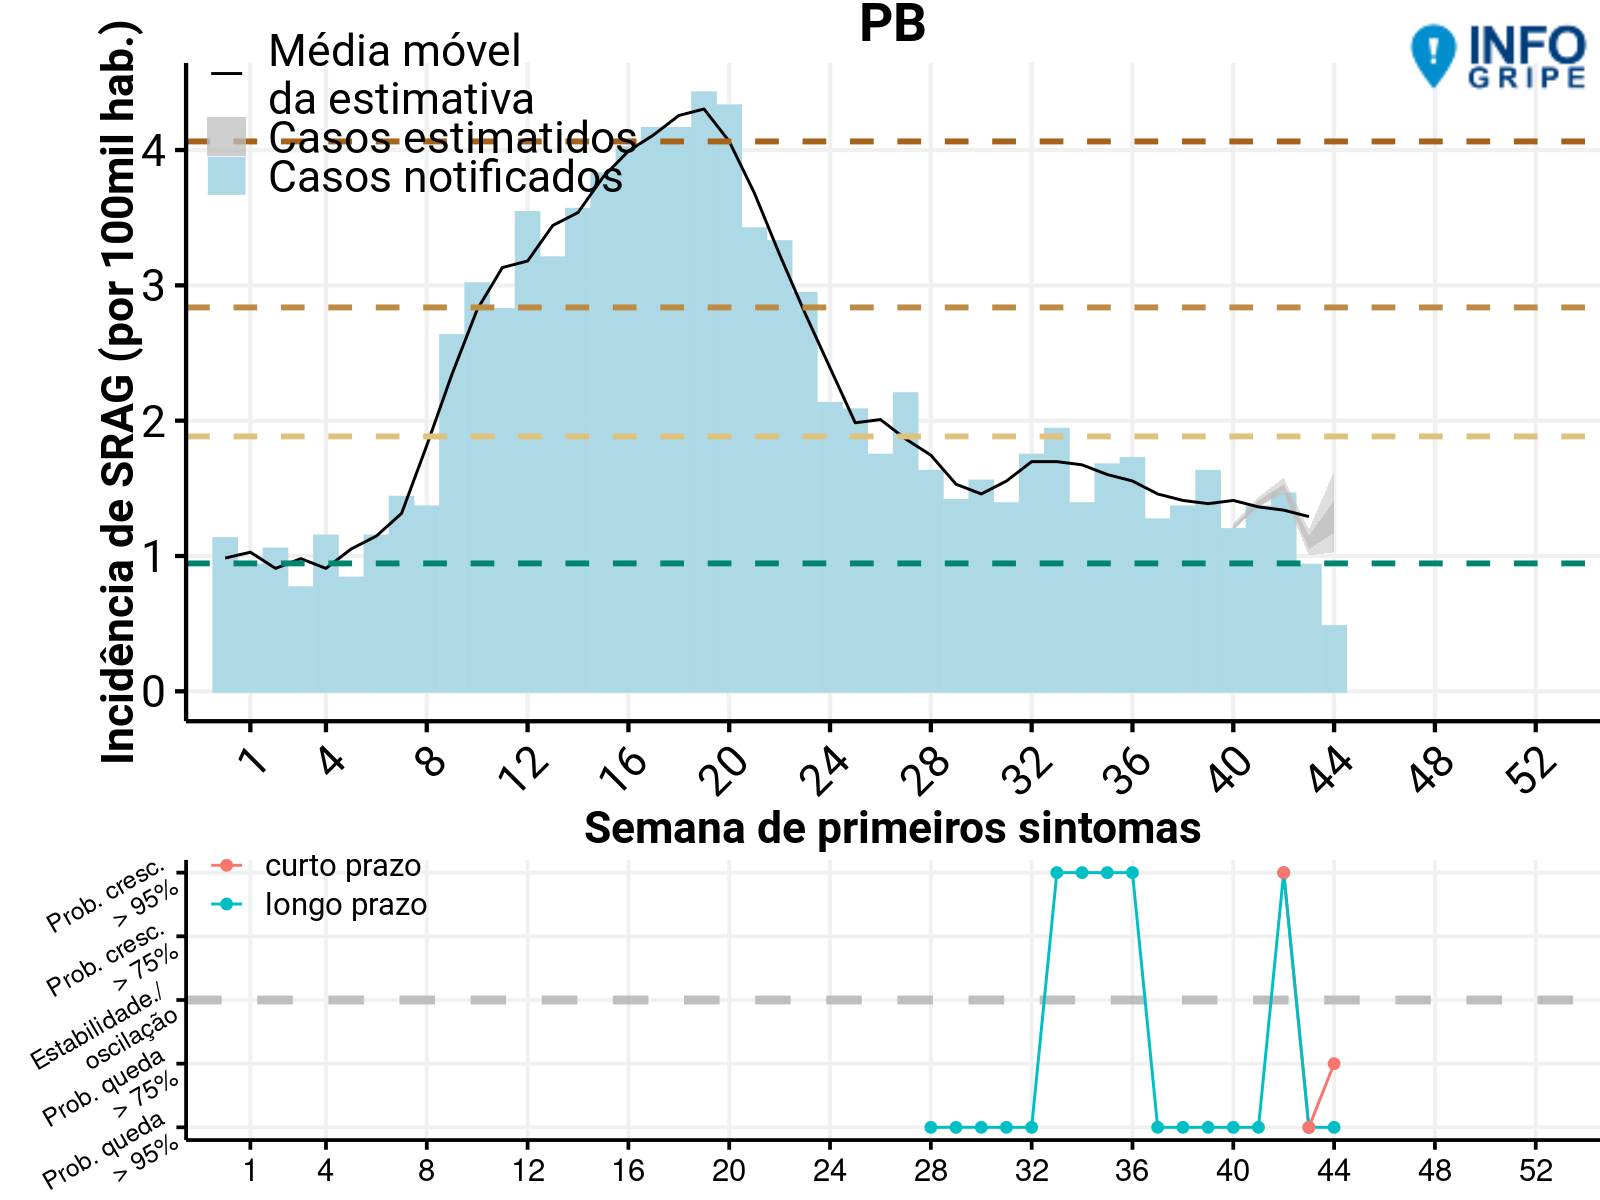 PB
INFO
GRIPE
Média móvel
da estimativa
Casos estimatidos
Casos notificados
Incidência de SRAG (por 100mil hab.)
4
3
2
1
0
1 4 8 12 16 20 24 28 32 36 40 44 48 52
Semana de primeiros sintomas
curto prazo
longo prazo
Prob. cresc.
> 95%
Prob. cresc.
> 75%
Estabilidade./
oscilação
Prob. queda
> 75%
Prob. queda
> 95%
1 4 8 12 16 20 24 28 32 36 40 44 48 52